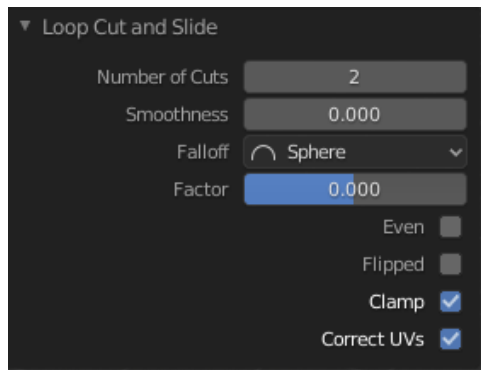 Loop Cut and Slide
Number of Cuts 2
Smoothness 0.000
Falloff Sphere
Factor 0.000
Even
Flipped
Clamp
Correct UVs